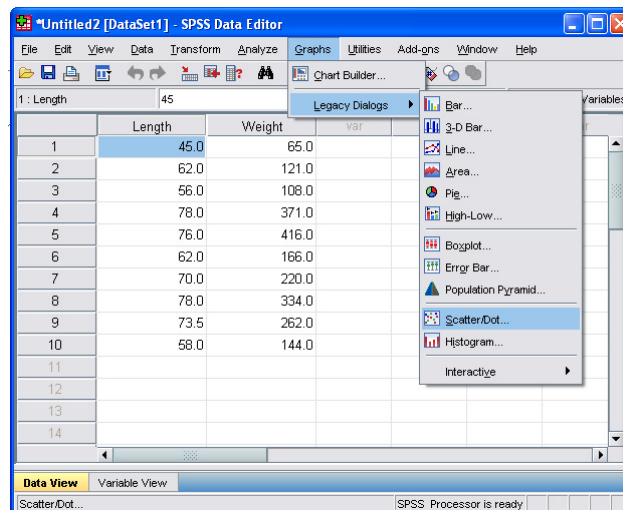 *Untitled2 [DataSet1] - SPSS Data Editor
File Edit View Data Transform Analyze Graphs Utilities Add-ons Window Help
Chart Builder...
1 : Length 45 Legacy Dialogs Variables
Length Weight var
Bar...
3-D Bar...
Line...
Area...
Pie...
High-Low...
Boxplot...
Error Bar...
Population Pyramid...
Scatter/Dot...
Histogram...
Interactive
1 45.0 65.0
2 62.0 121.0
3 56.0 108.0
4 78.0 371.0
5 76.0 416.0
6 62.0 166.0
7 70.0 220.0
8 78.0 334.0
9 73.5 262.0
10 58.0 144.0
11
12
13
14
Data View Variable View
Scatter/Dot... SPSS Processor is ready